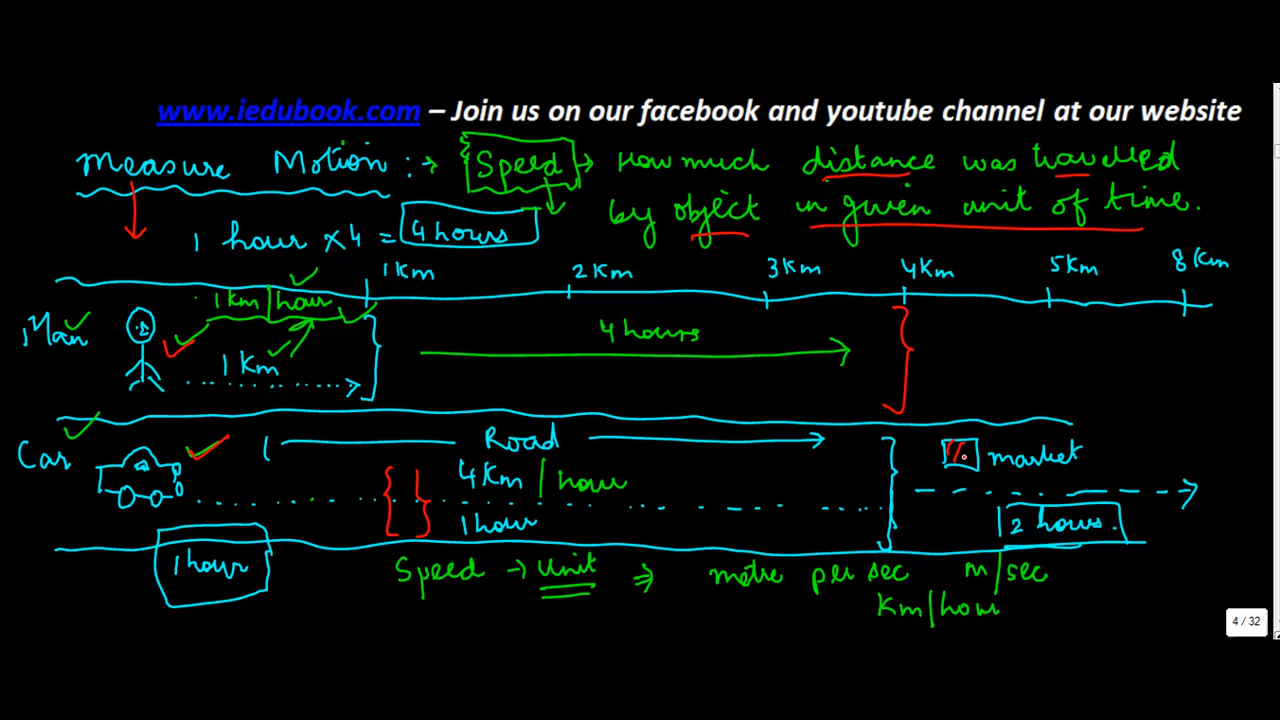 www.iedubook.com – Join us on our facebook and youtube channel at our website
Measure Motion :→ Speed → How much distance was travelled
by object in given unit of time.
1 hour x4 = 4 hours
1Km 2Km 3Km 4Km 5Km 8Km
1km/hour
Man
1 Km
4 hours
Car
Road
market
4Km/hour
1hour
2 hours.
1hour
Speed → Unit ⇒ metre per sec m/sec
Km/hour
4 / 32